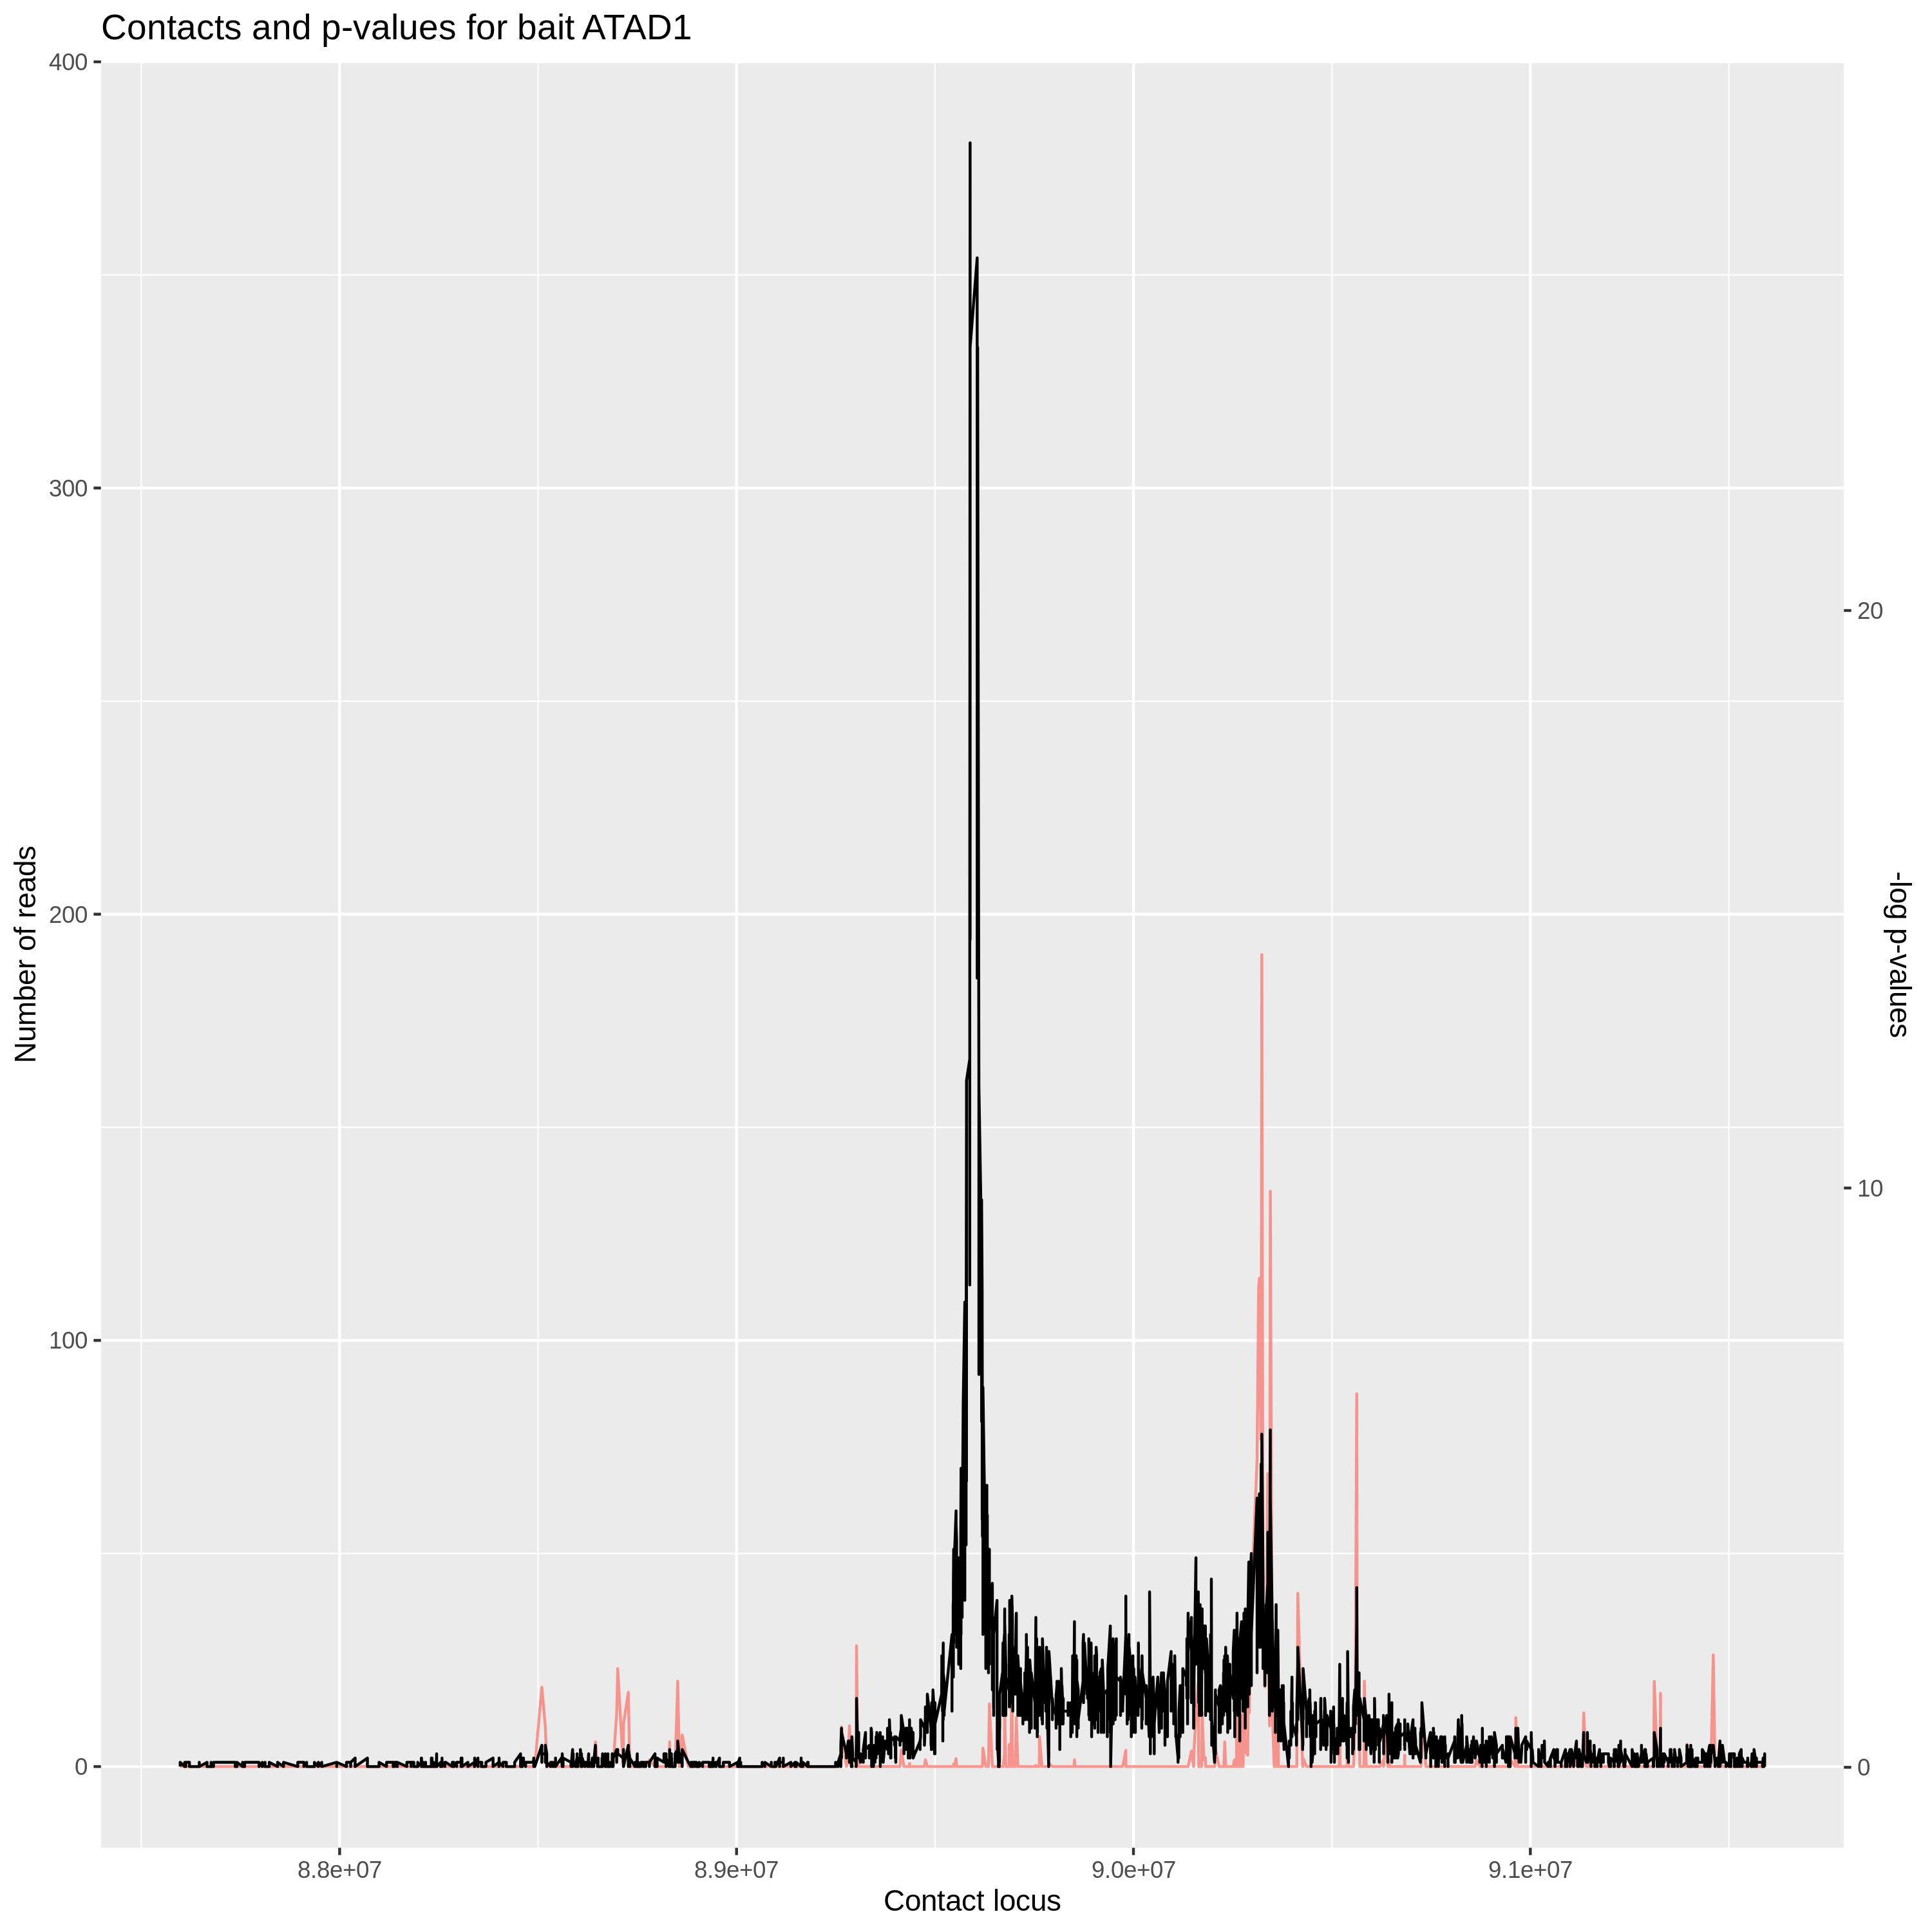 Contacts and p-values for bait ATAD1
400
300
200
100
0
Number of reads
20
10
0
-log p-values
8.8e+07
8.9e+07
9.0e+07
9.1e+07
Contact locus